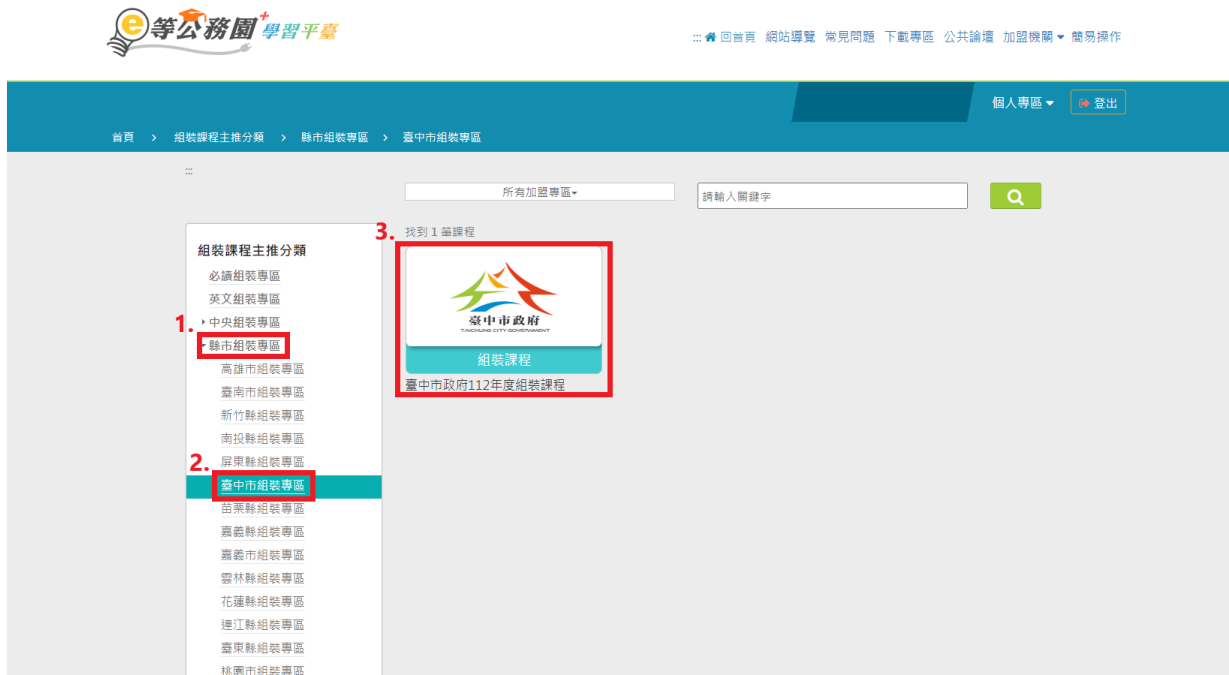 e等公務園+學習平臺
::: 回首頁 網站導覽 常見問題 下載專區 公共論壇 加盟機關 簡易操作
個人專區 登出
首頁 > 組裝課程主推分類 > 縣市組裝專區 > 臺中市組裝專區
:::
所有加盟專區
請輸入關鍵字
3. 找到 1 筆課程
組裝課程主推分類
必讀組裝專區
英文組裝專區
中央組裝專區
1. 縣市組裝專區
高雄市組裝專區
臺南市組裝專區
新竹縣組裝專區
南投縣組裝專區
屏東縣組裝專區
2. 臺中市組裝專區
苗栗縣組裝專區
嘉義縣組裝專區
嘉義市組裝專區
雲林縣組裝專區
花蓮縣組裝專區
連江縣組裝專區
臺東縣組裝專區
桃園市組裝專區
臺中市政府
TAICHUNG CITY GOVERNMENT
組裝課程
臺中市政府112年度組裝課程